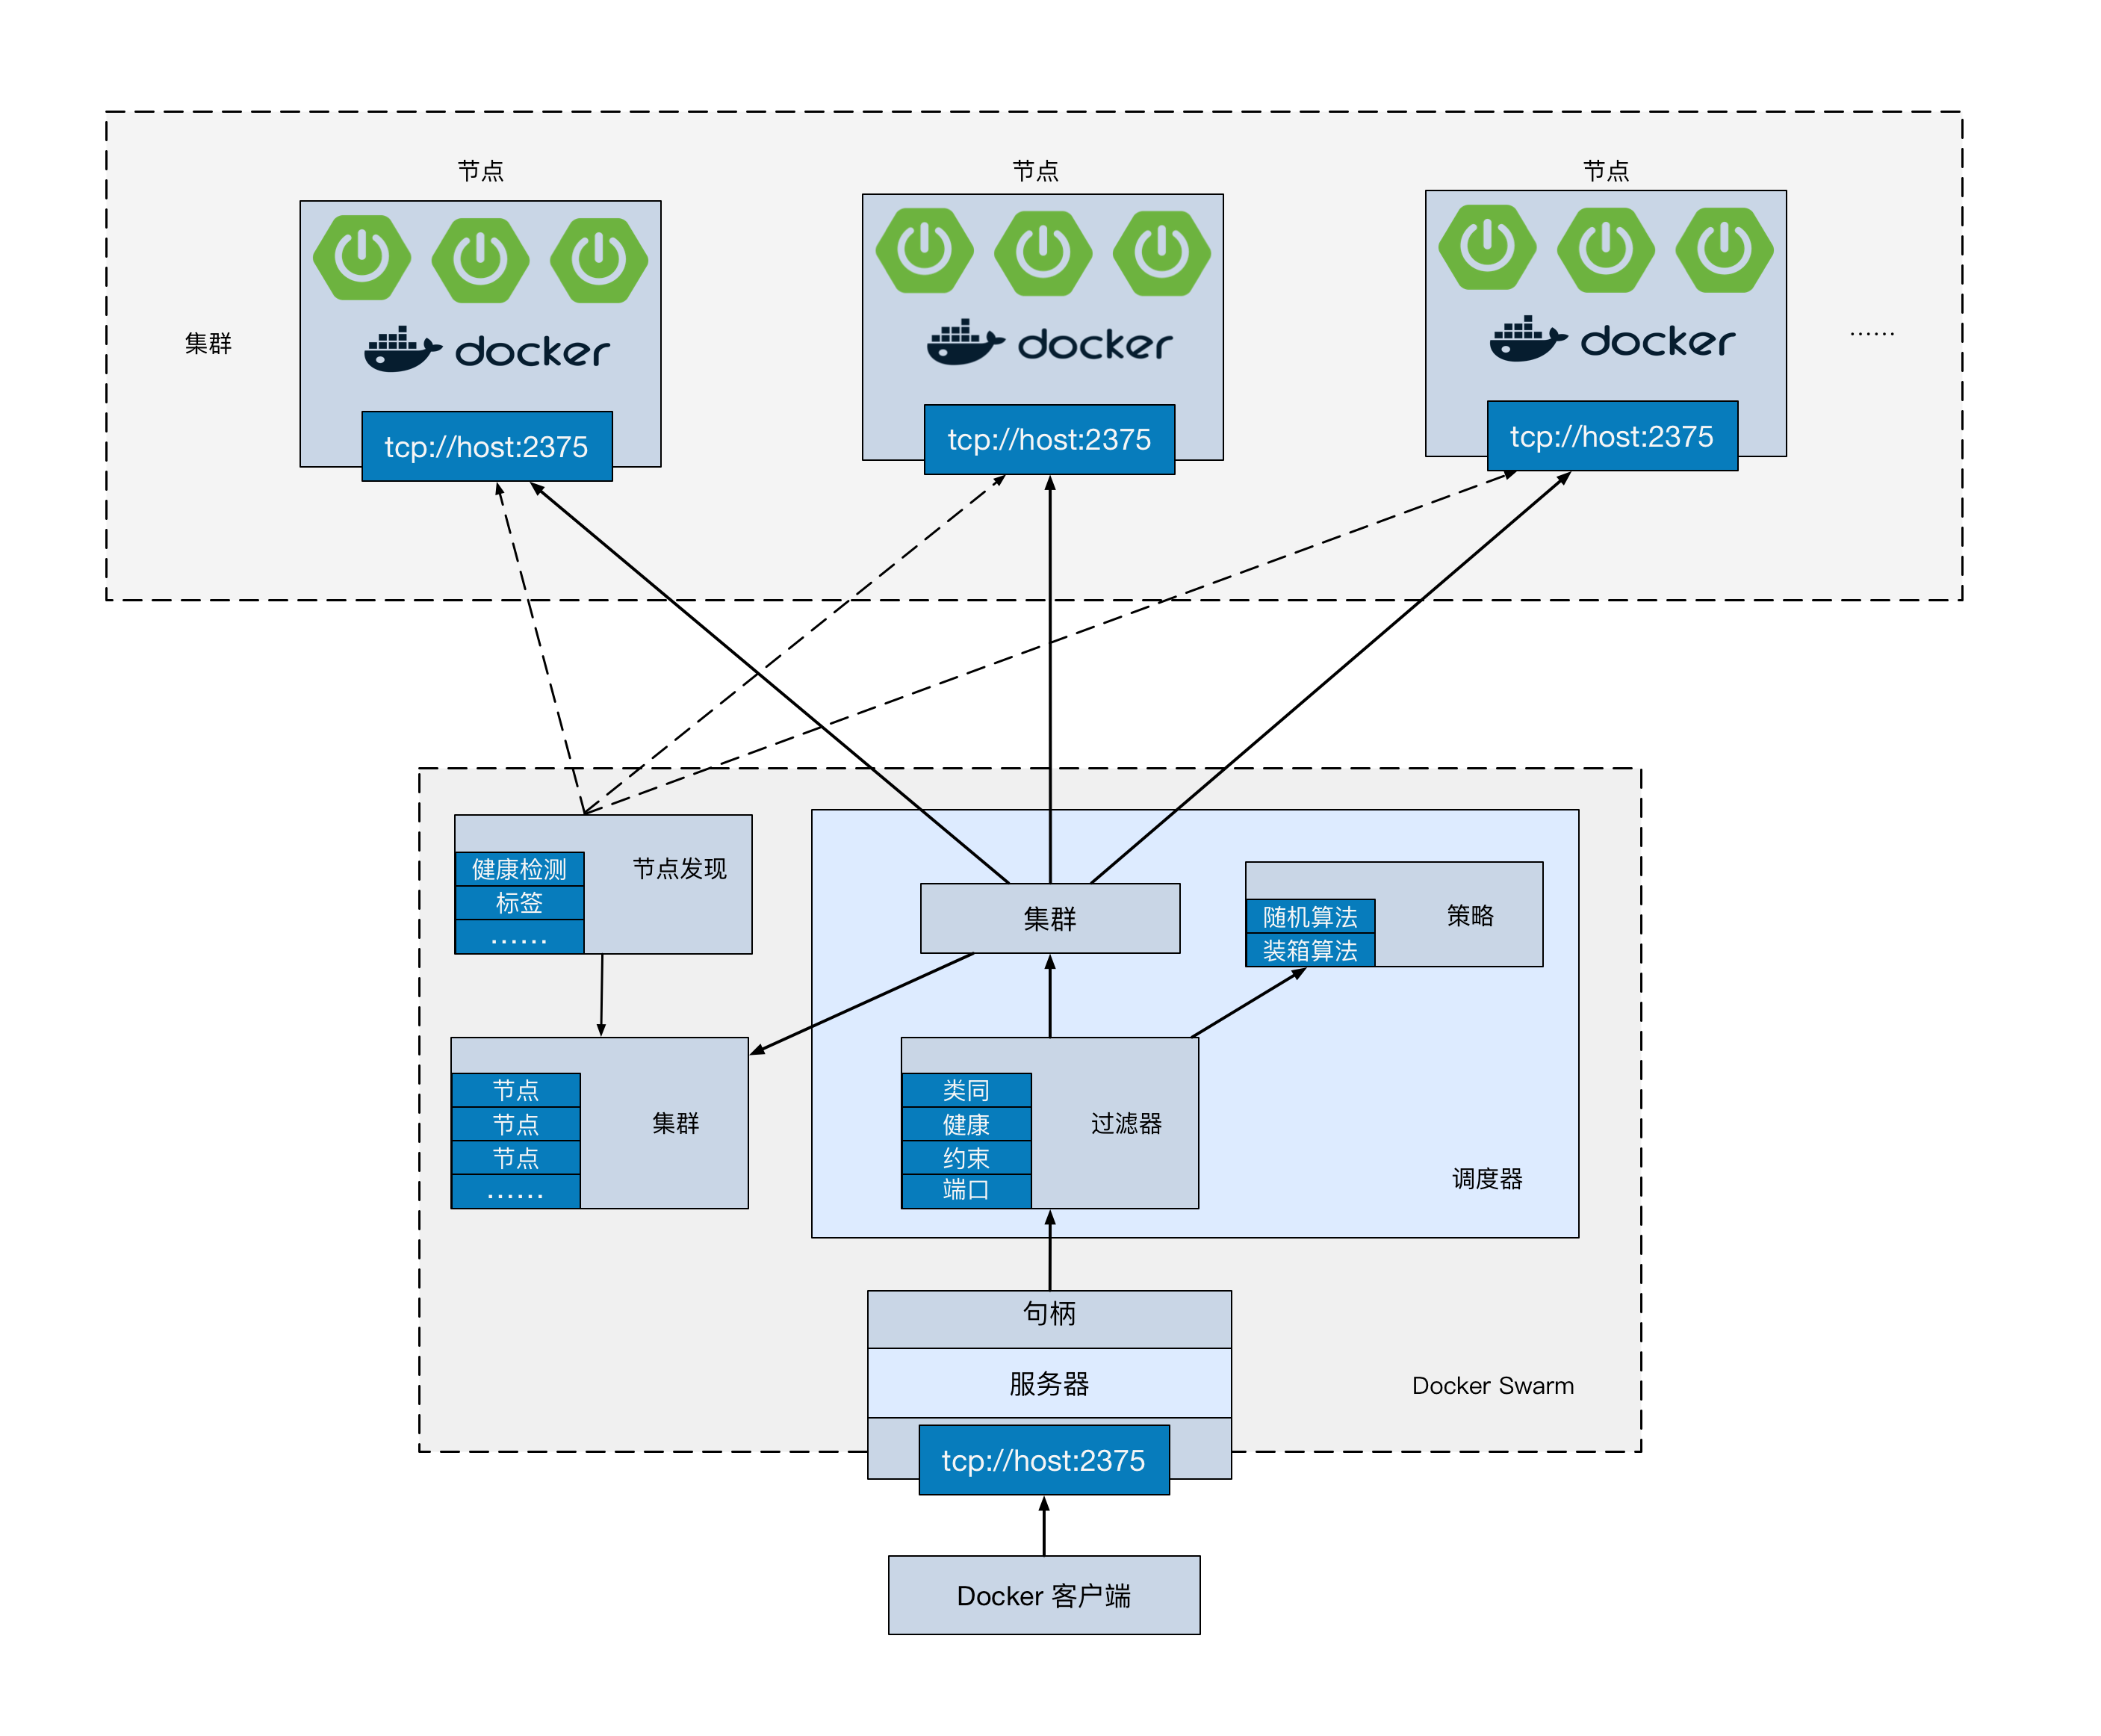 节点
节点
节点
集群
docker
docker
docker
……
tcp://host:2375
tcp://host:2375
tcp://host:2375
节点发现
健康检测
标签
……
集群
策略
随机算法
装箱算法
集群
节点
节点
节点
……
过滤器
类同
健康
约束
端口
调度器
句柄
服务器
Docker Swarm
tcp://host:2375
Docker 客户端